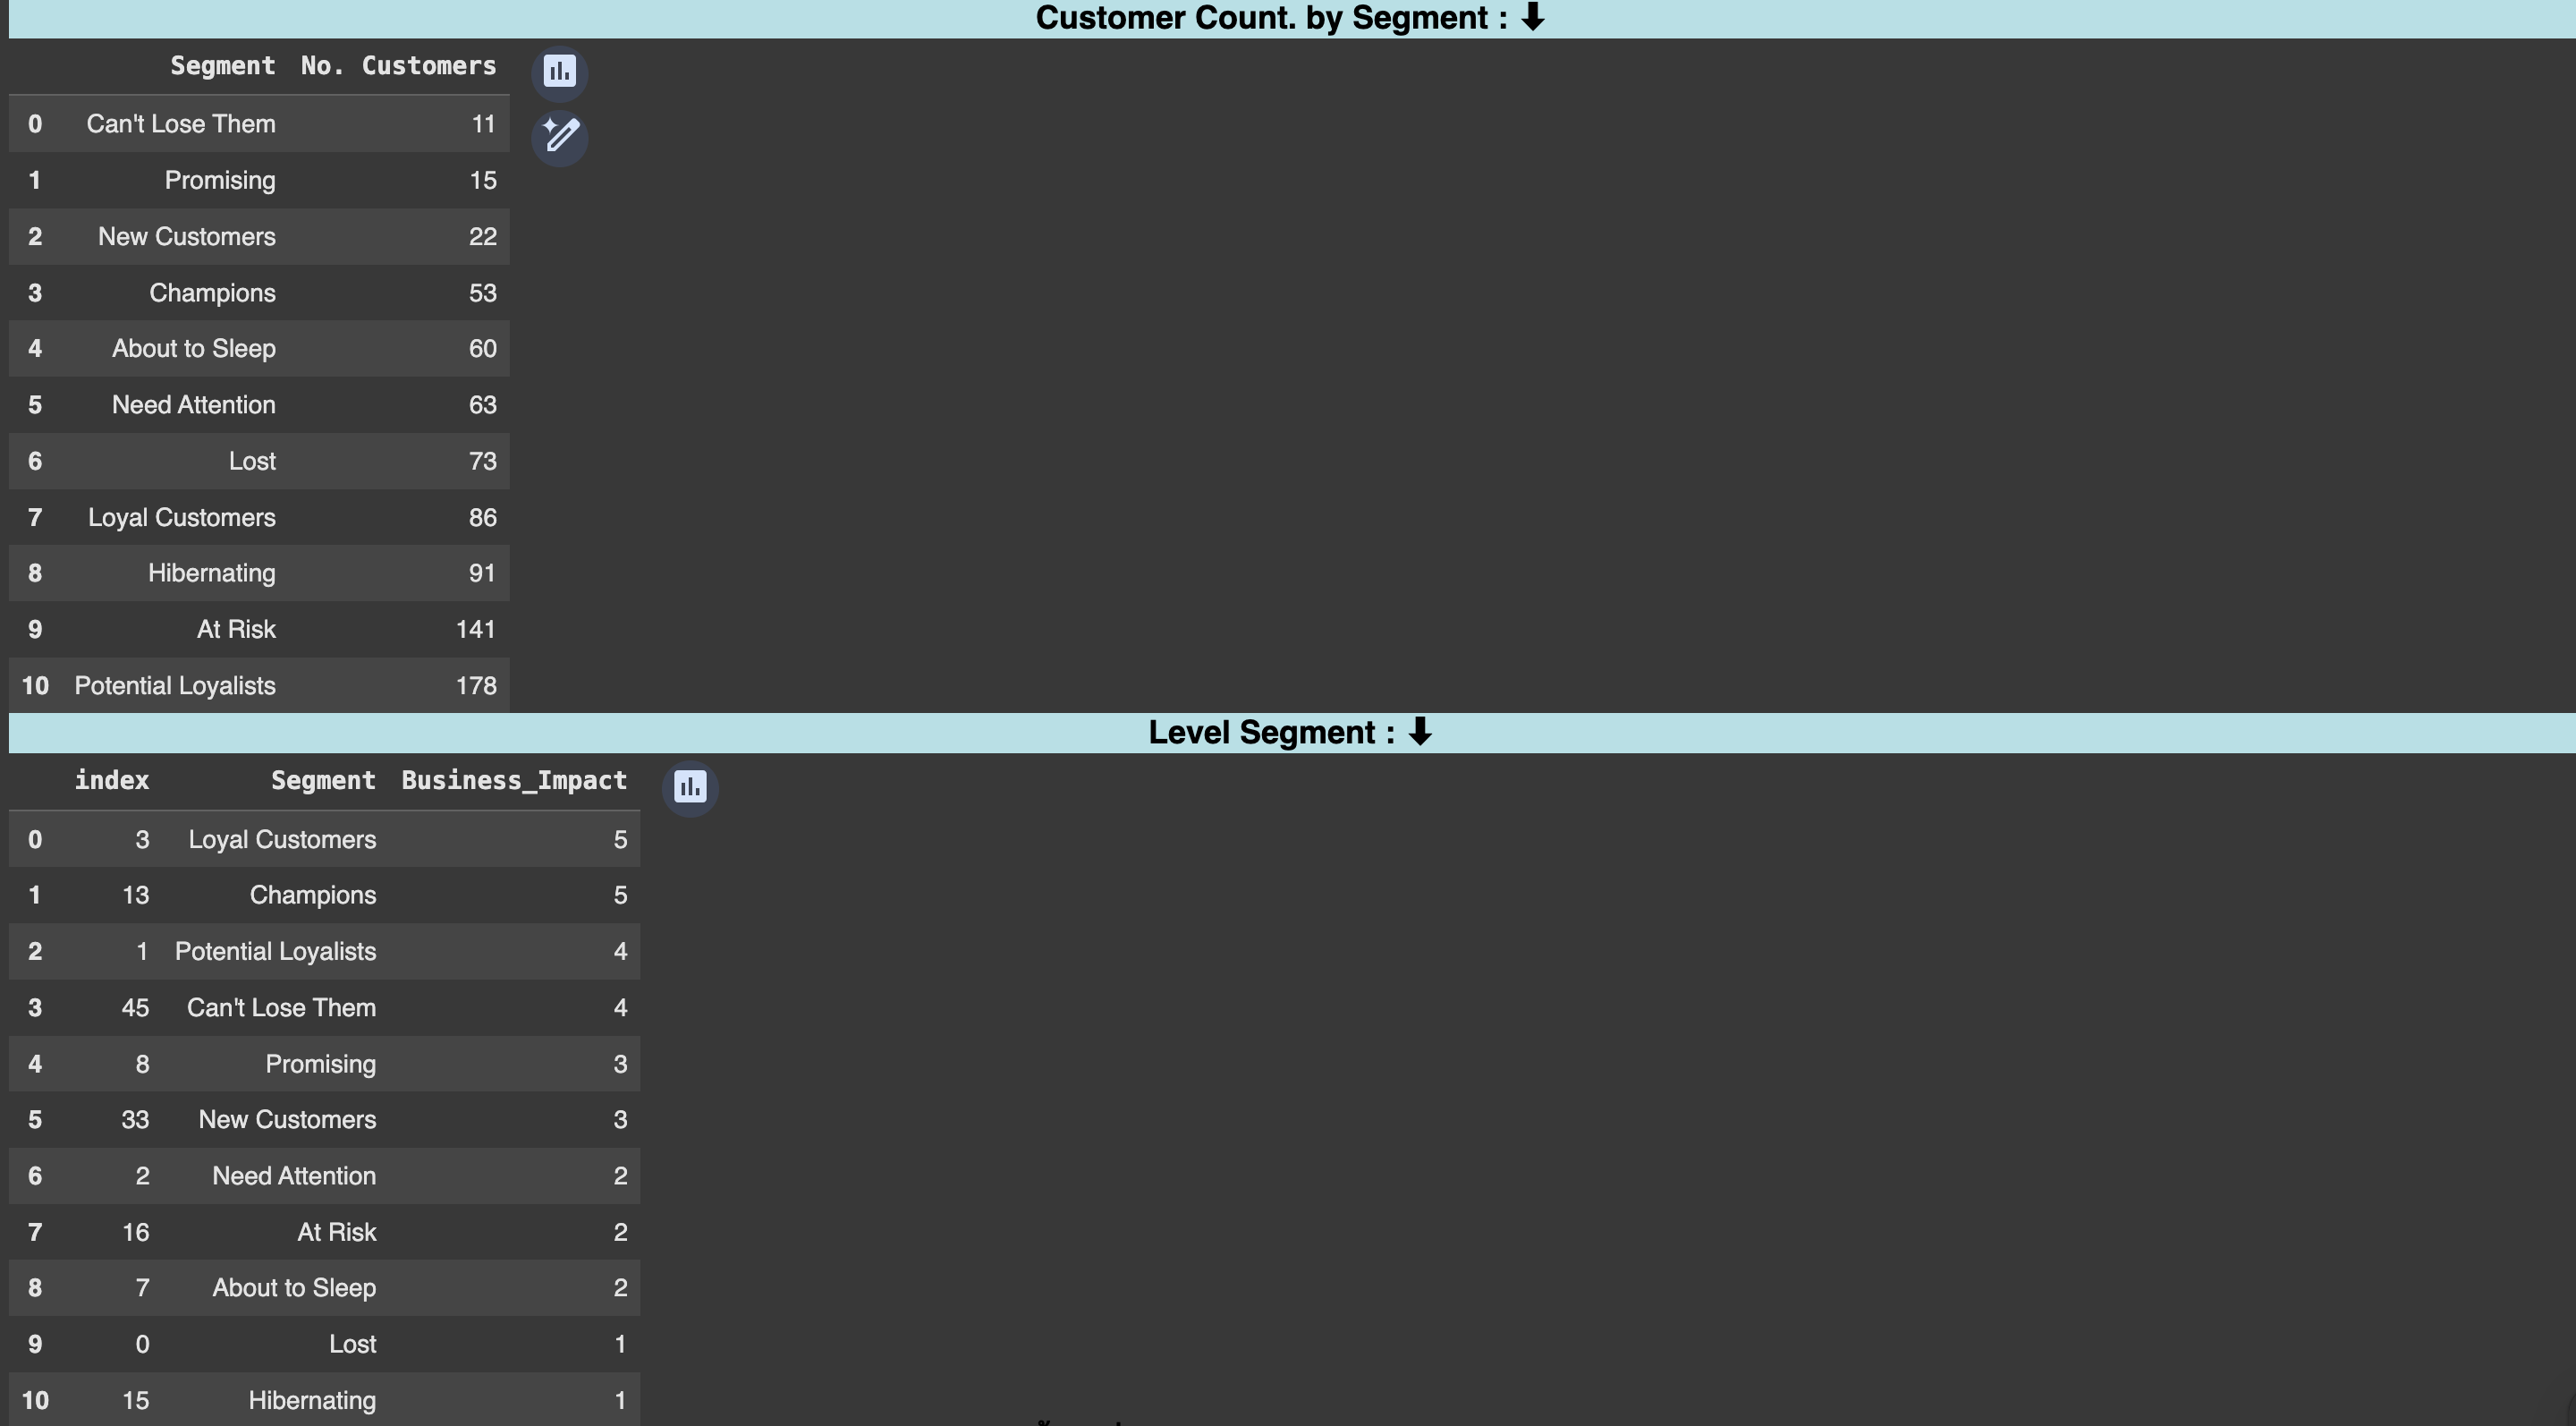 Customer Count. by Segment : ⬇
Segment No. Customers
0 Can't Lose Them 11
1 Promising 15
2 New Customers 22
3 Champions 53
4 About to Sleep 60
5 Need Attention 63
6 Lost 73
7 Loyal Customers 86
8 Hibernating 91
9 At Risk 141
10 Potential Loyalists 178
Level Segment : ⬇
index Segment Business_Impact
0 3 Loyal Customers 5
1 13 Champions 5
2 1 Potential Loyalists 4
3 45 Can't Lose Them 4
4 8 Promising 3
5 33 New Customers 3
6 2 Need Attention 2
7 16 At Risk 2
8 7 About to Sleep 2
9 0 Lost 1
10 15 Hibernating 1